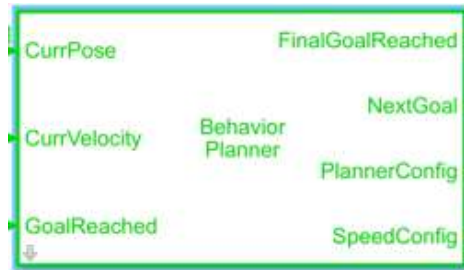 CurrPose
FinalGoalReached
NextGoal
CurrVelocity
Behavior
Planner
PlannerConfig
GoalReached
SpeedConfig